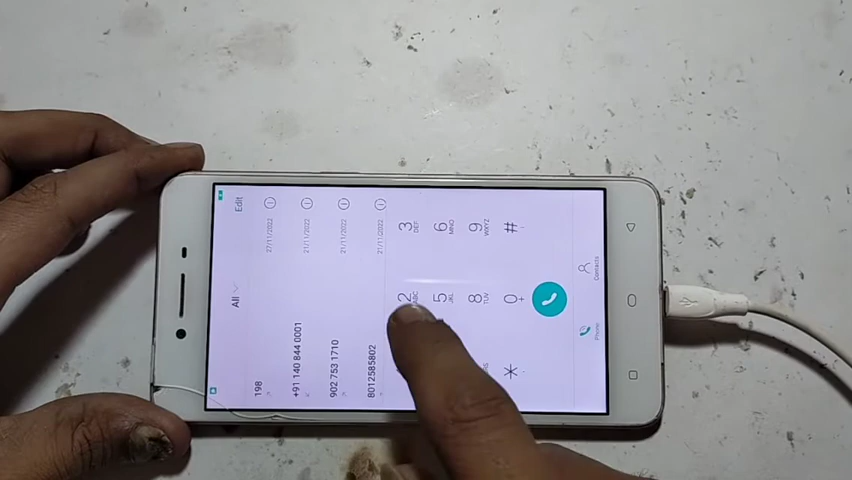 All
Edit
198
27/11/2022
+91 140 844 0001
21/11/2022
902 753 1710
21/11/2022
8012585802
21/11/2022
2 ABC
3 DEF
5 JKL
6 MNO
8 TUV
9 WXYZ
*
0 +
#
Phone
Contacts